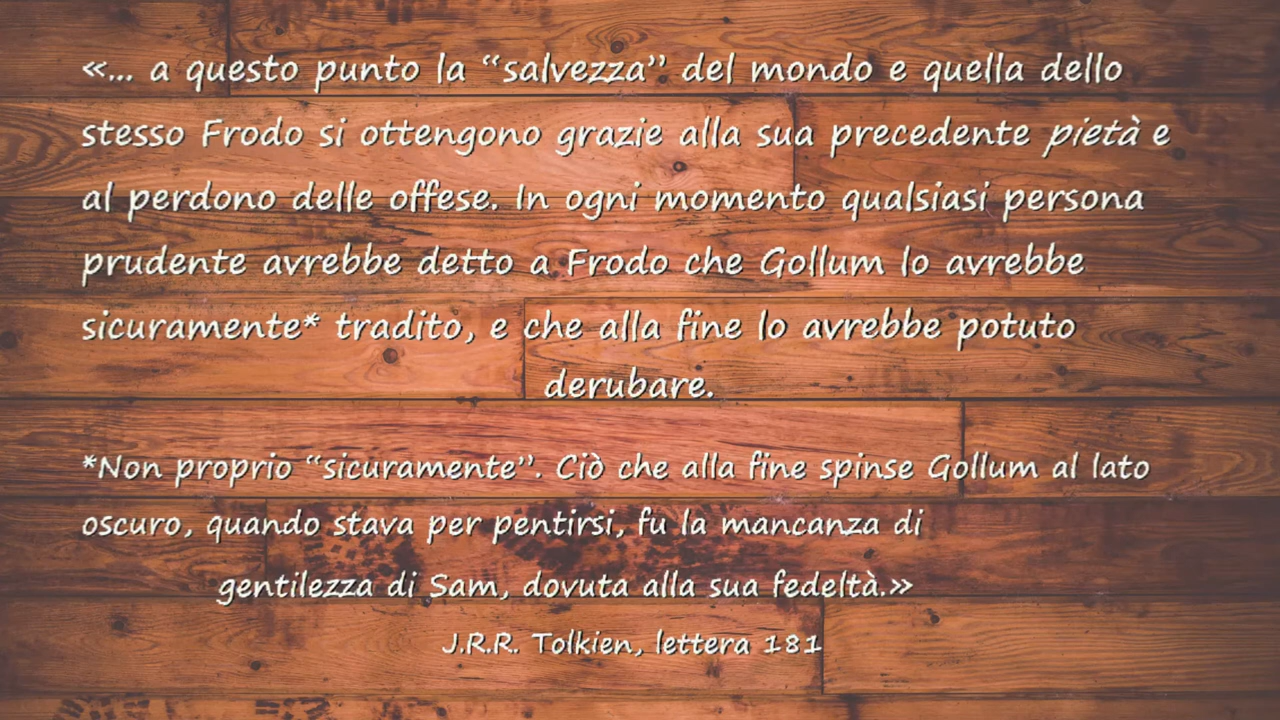 «... a questo punto la “salvezza” del mondo e quella dello
stesso Frodo si ottengono grazie alla sua precedente pietà e
al perdono delle offese. In ogni momento qualsiasi persona
prudente avrebbe detto a Frodo che Gollum lo avrebbe
sicuramente* tradito, e che alla fine lo avrebbe potuto
derubare.
*Non proprio “sicuramente”. Ciò che alla fine spinse Gollum al lato
oscuro, quando stava per pentirsi, fu la mancanza di
gentilezza di Sam, dovuta alla sua fedeltà.»
J.R.R. Tolkien, lettera 181